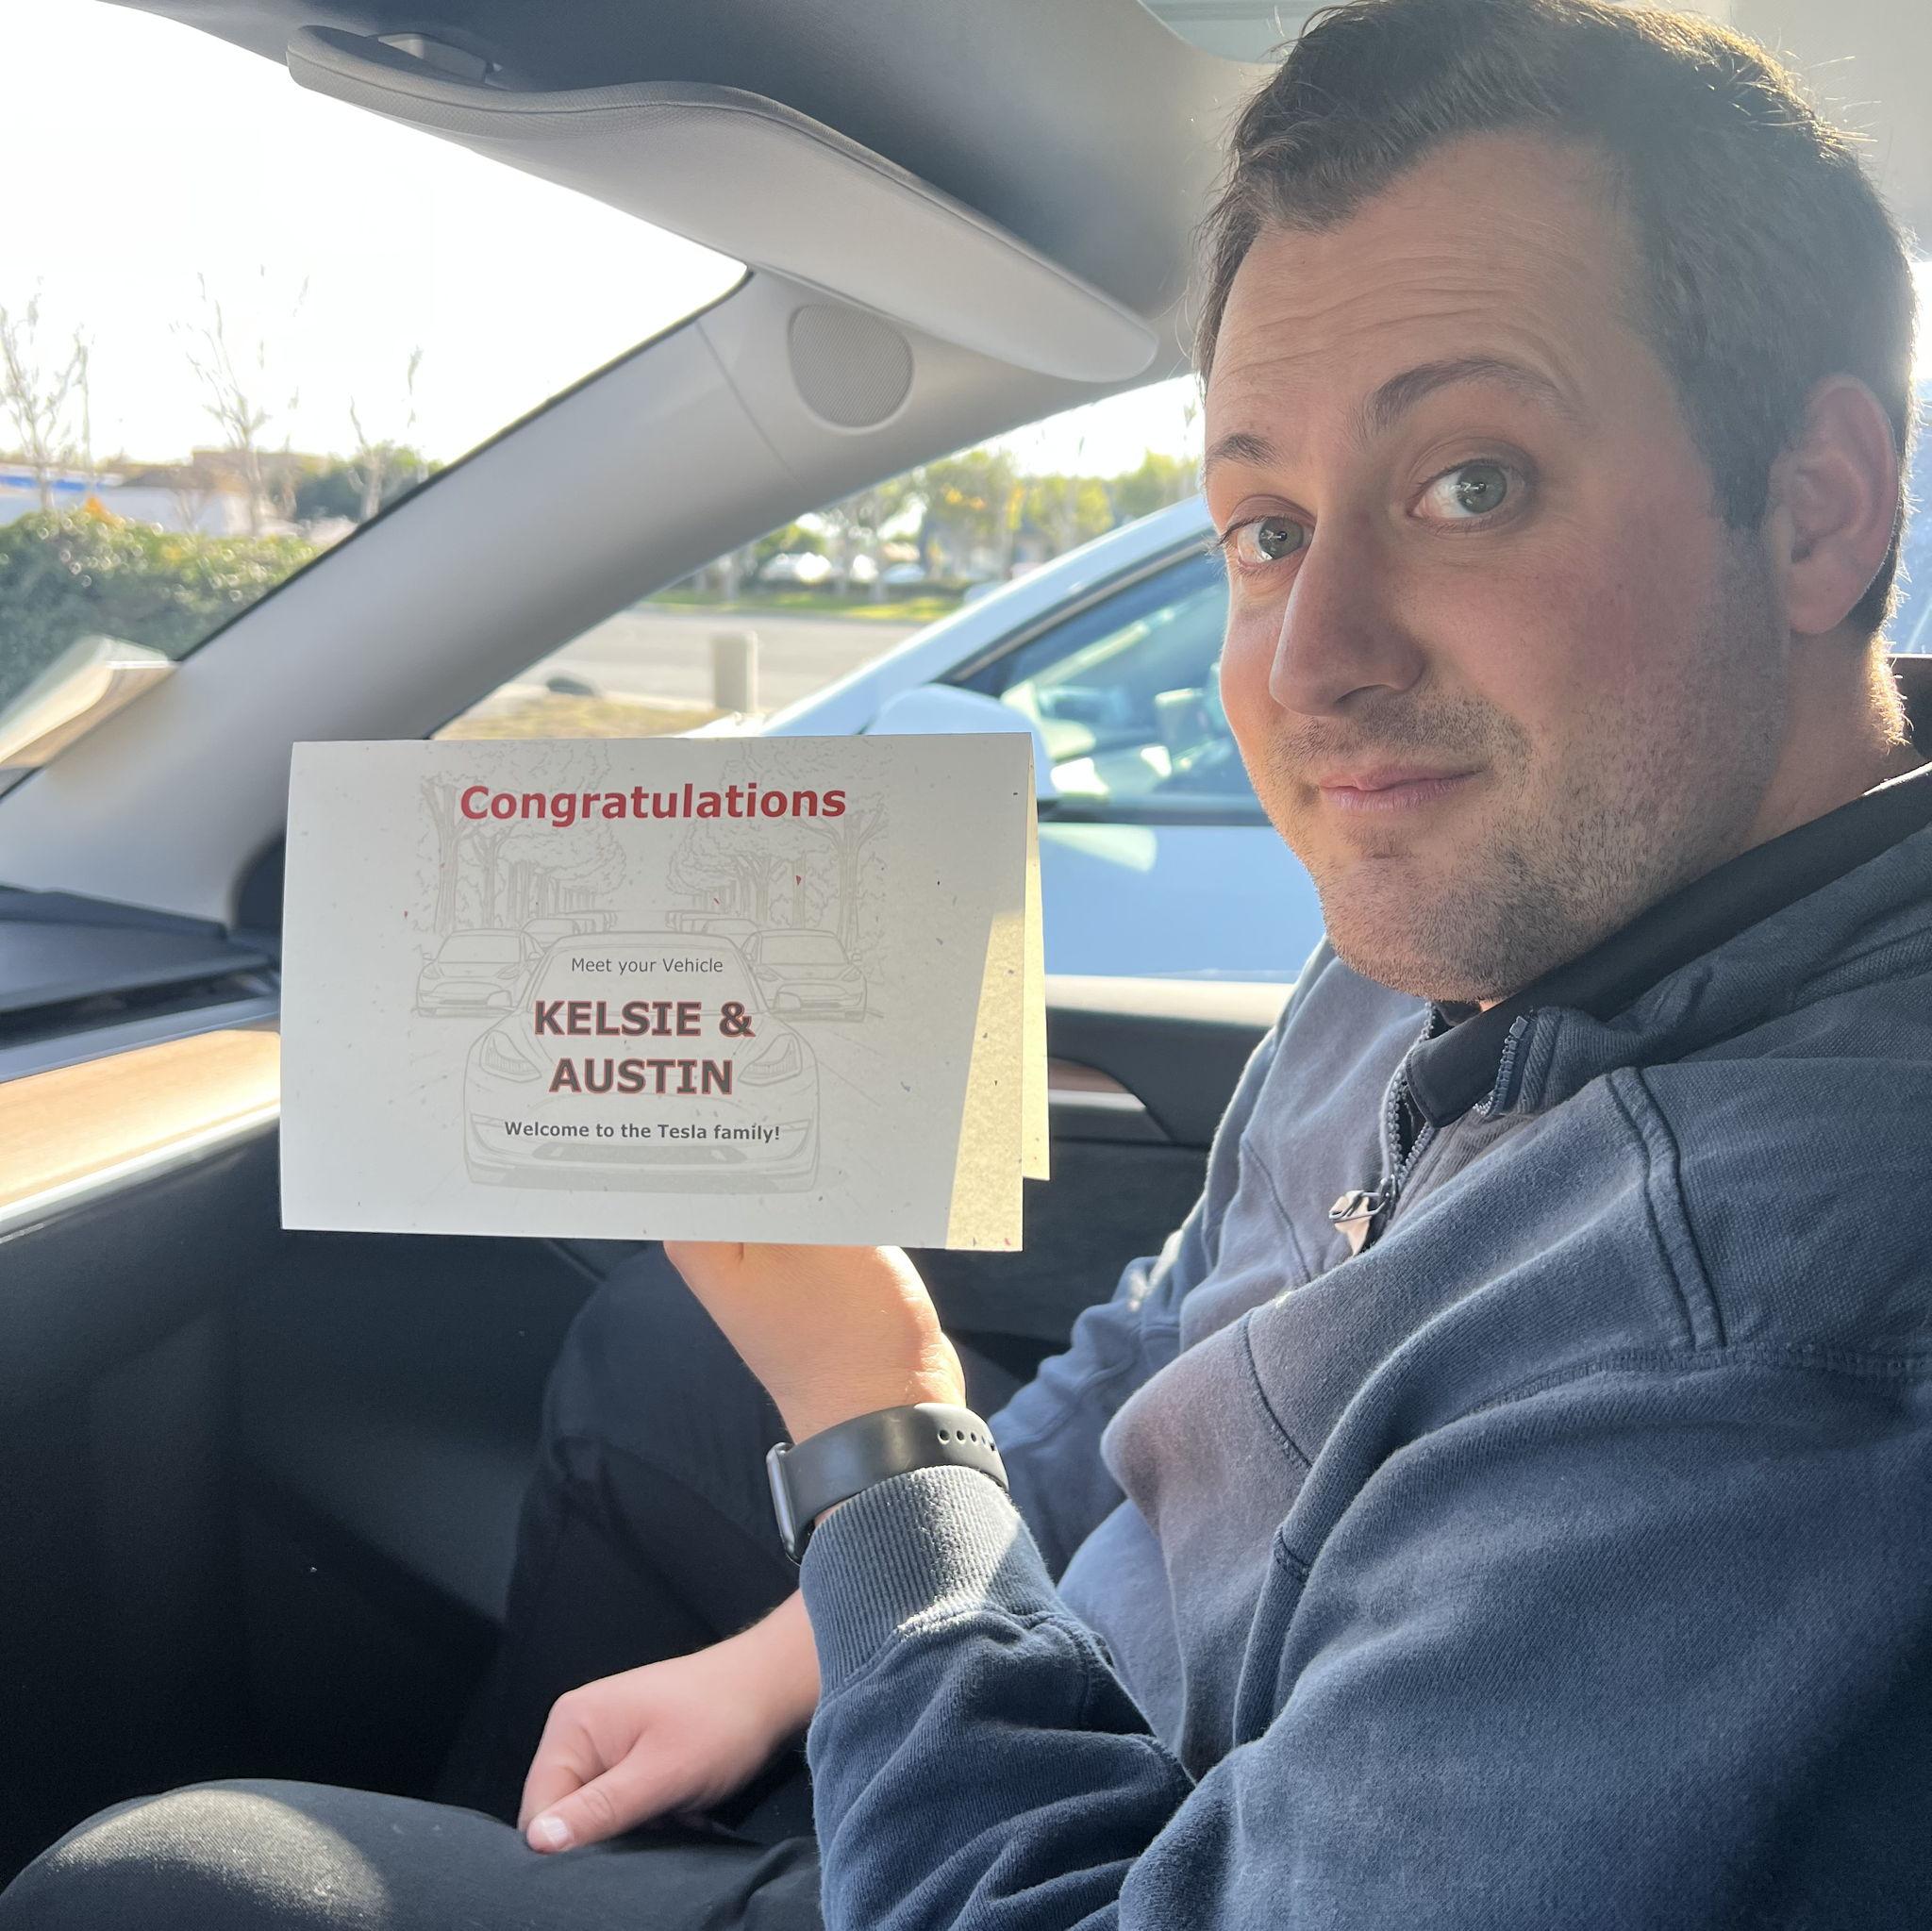 Congratulations
Meet your Vehicle
KELSIE &
AUSTIN
Welcome to the Tesla family!